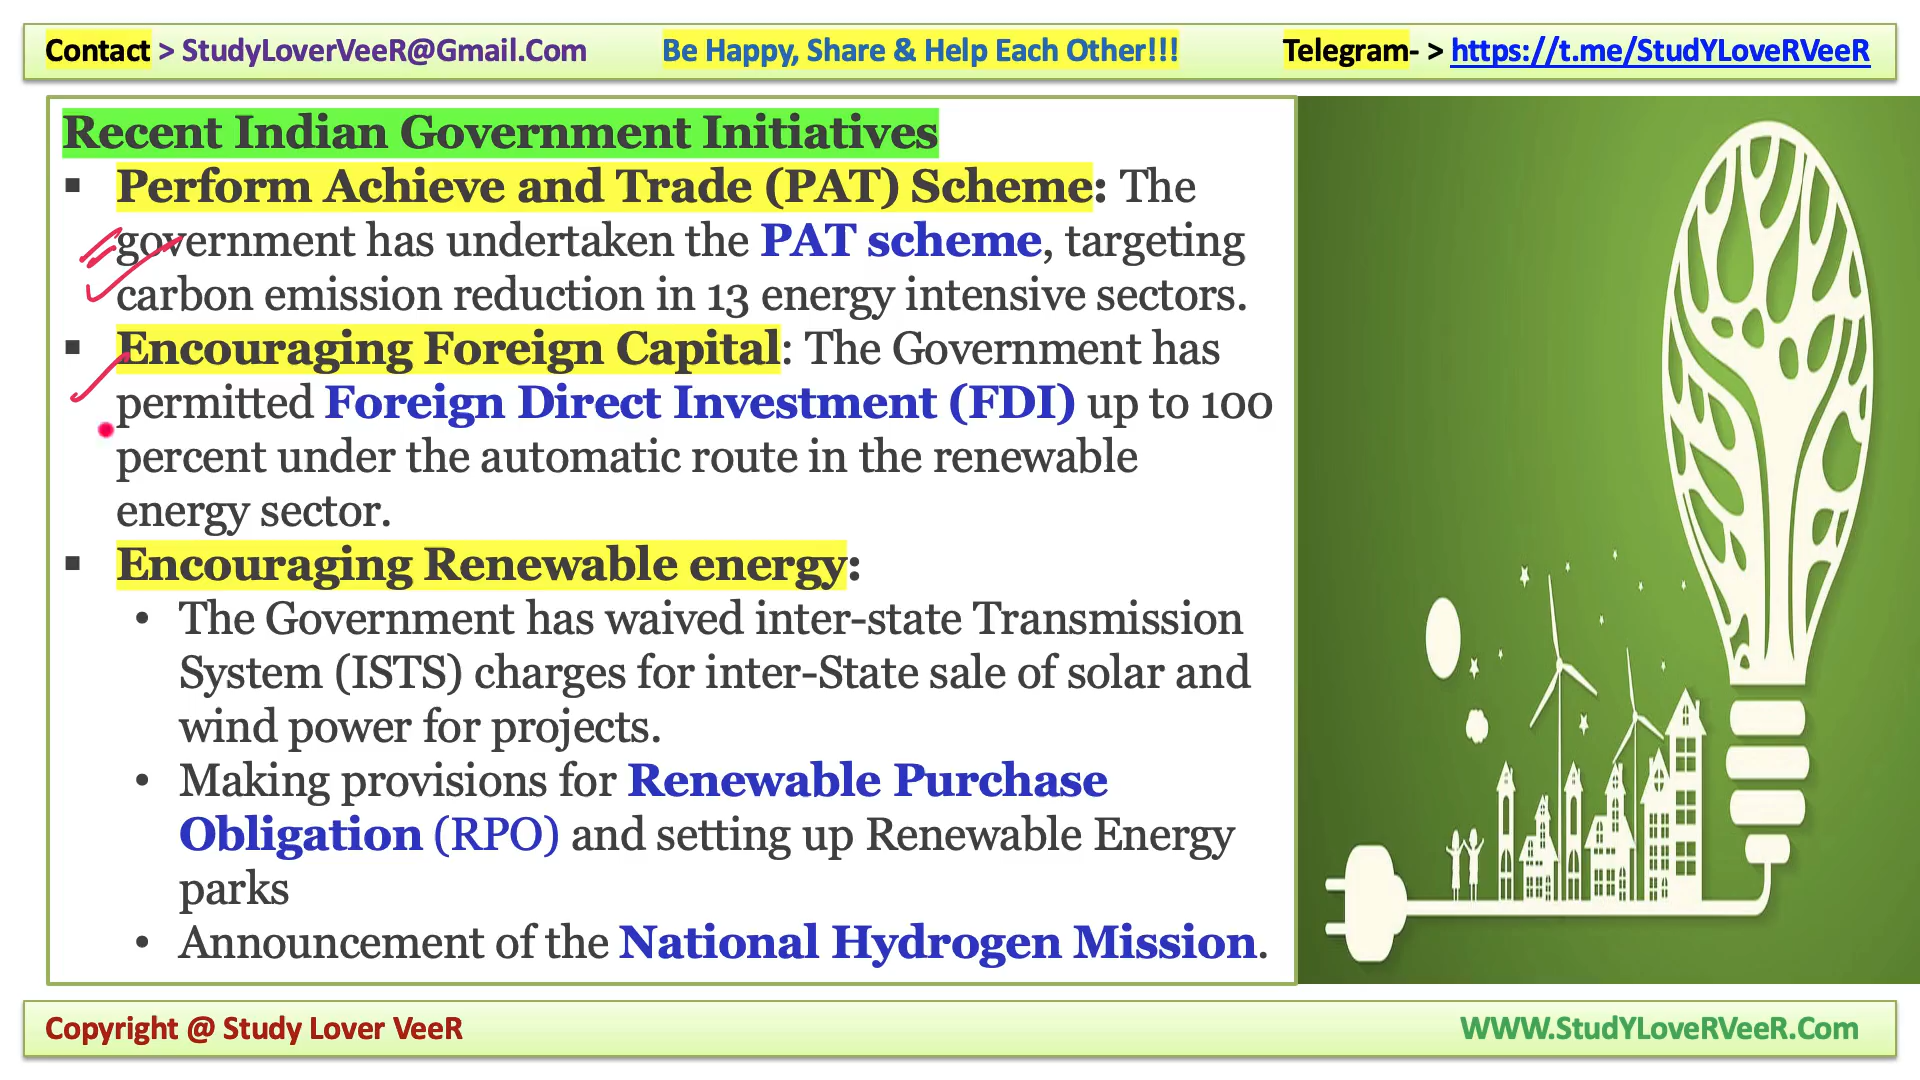 Contact > StudyLoverVeeR@Gmail.Com
Be Happy, Share & Help Each Other!!!
Telegram- > https://t.me/StudYLoveRVeeR
Recent Indian Government Initiatives
▪ Perform Achieve and Trade (PAT) Scheme: The
government has undertaken the PAT scheme, targeting
carbon emission reduction in 13 energy intensive sectors.
▪ Encouraging Foreign Capital: The Government has
permitted Foreign Direct Investment (FDI) up to 100
percent under the automatic route in the renewable
energy sector.
▪ Encouraging Renewable energy:
• The Government has waived inter-state Transmission
System (ISTS) charges for inter-State sale of solar and
wind power for projects.
• Making provisions for Renewable Purchase
Obligation (RPO) and setting up Renewable Energy
parks
• Announcement of the National Hydrogen Mission.
Copyright @ Study Lover VeeR
WWW.StudYLoveRVeeR.Com